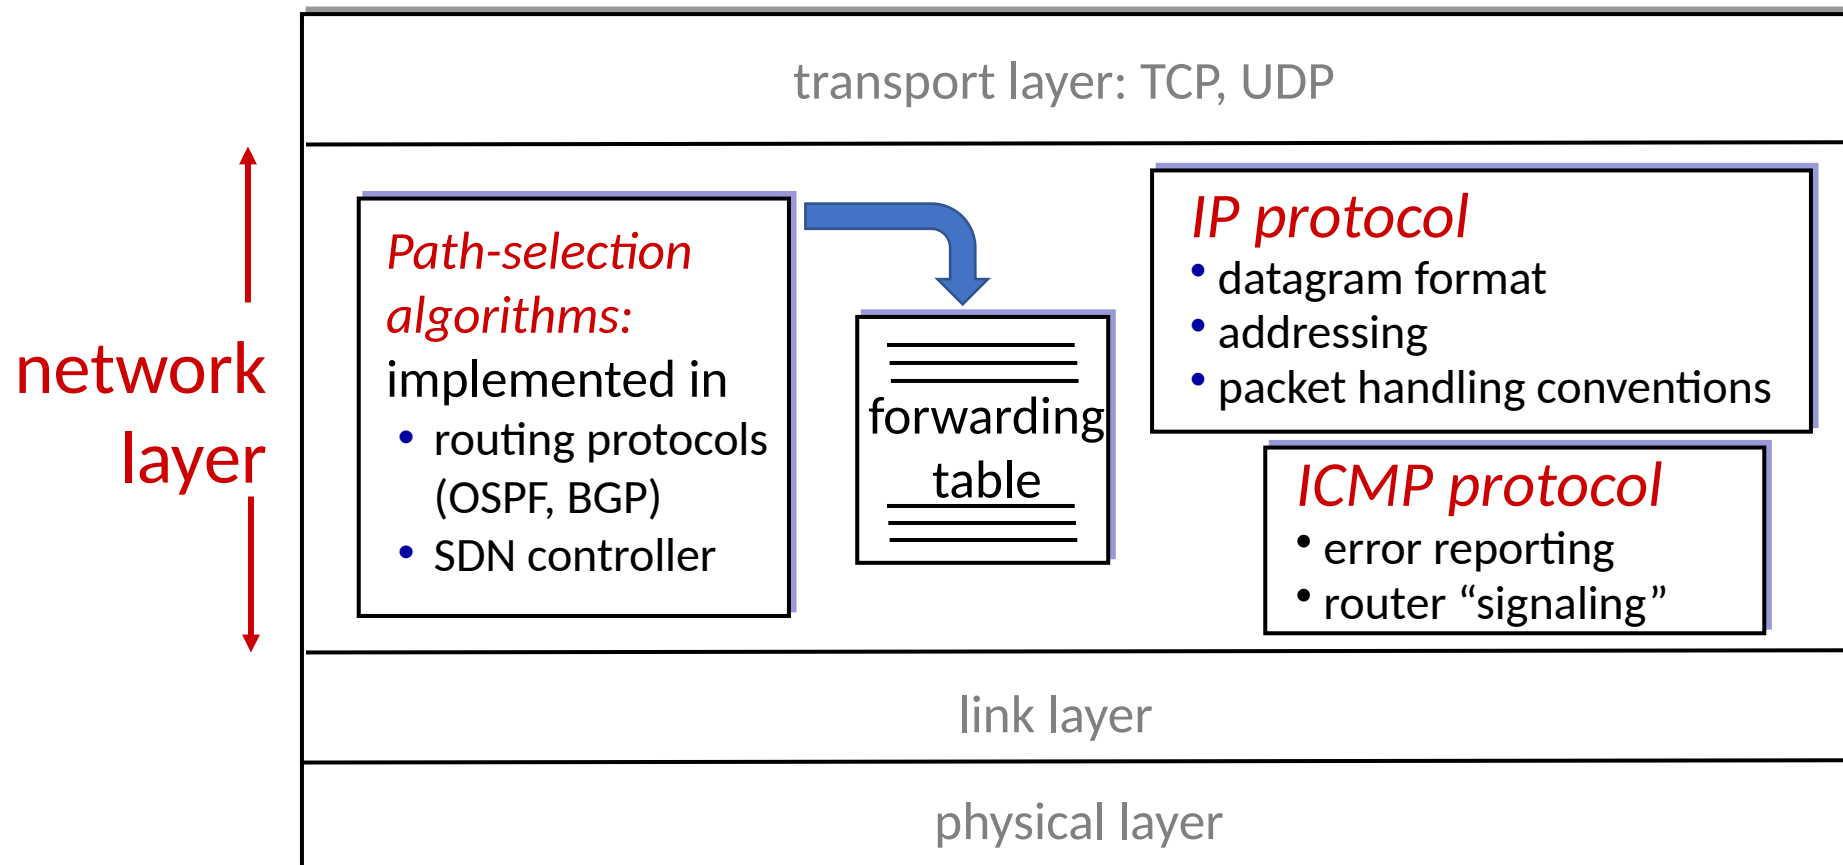 transport layer: TCP, UDP
network
layer
Path-selection
algorithms:
implemented in
• routing protocols
(OSPF, BGP)
• SDN controller
forwarding
table
IP protocol
• datagram format
• addressing
• packet handling conventions
ICMP protocol
• error reporting
• router “signaling”
link layer
physical layer